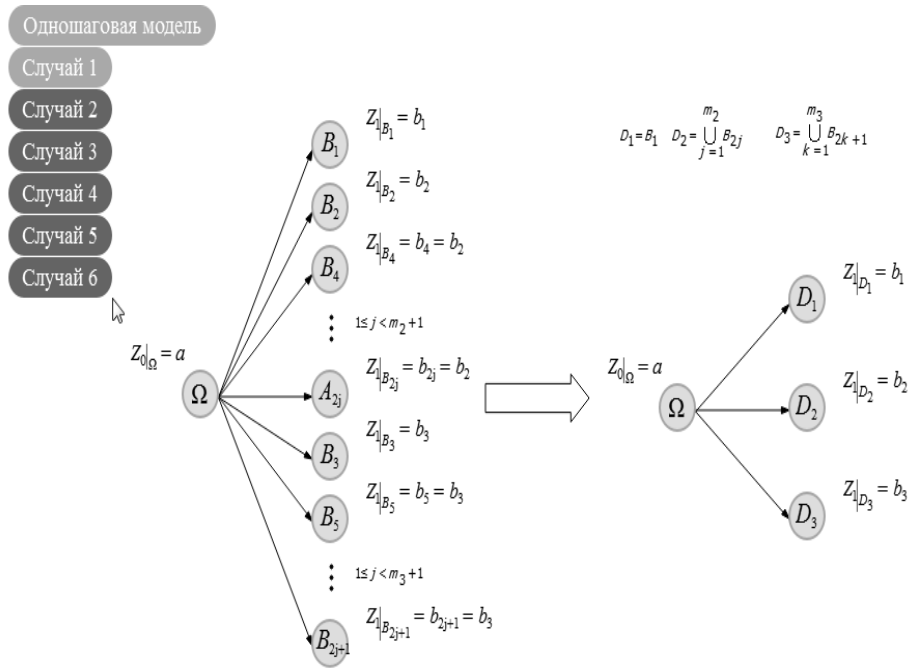 Одношаговая модель
Случай 1
Случай 2
Случай 3
Случай 4
Случай 5
Случай 6
Z₁|B₁ = b₁
B₁
Z₁|B₂ = b₂
B₂
Z₁|B₄ = b₄ = b₂
B₄
1≤ j < m₂+1
Z₀|Ω = a
Ω
Z₁|B₂ⱼ = b₂ⱼ = b₂
A₂ⱼ
Z₁|B₃ = b₃
B₃
Z₁|B₅ = b₅ = b₃
B₅
1≤ j < m₃+1
Z₁|B₂ⱼ₊₁ = b₂ⱼ₊₁ = b₃
B₂ⱼ₊₁
D₁ = B₁ D₂ = ⋃ⱼ₌₁^m₂ B₂ⱼ D₃ = ⋃ₖ₌₁^m₃ B₂ₖ₊₁
Z₁|D₁ = b₁
D₁
Z₀|Ω = a
Ω
Z₁|D₂ = b₂
D₂
Z₁|D₃ = b₃
D₃